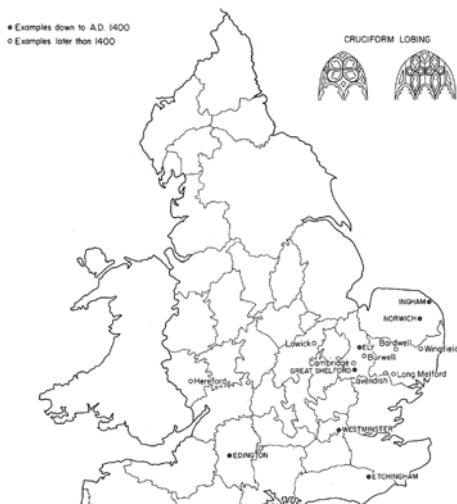 ● Examples down to A.D. 1400
○ Examples later than 1400
CRUCIFORM LOBING
INGHAM
NORWICH
Lowick
ELY
Bardwell
Wingfield
Burwell
Cambridge
GREAT SHELFORD
Cavendish
Long Melford
Hereford
WESTMINSTER
EDINGTON
ETCHINGHAM